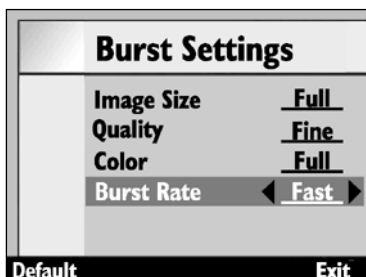 Burst Settings
Image Size Full
Quality Fine
Color Full
Burst Rate Fast
Default Exit